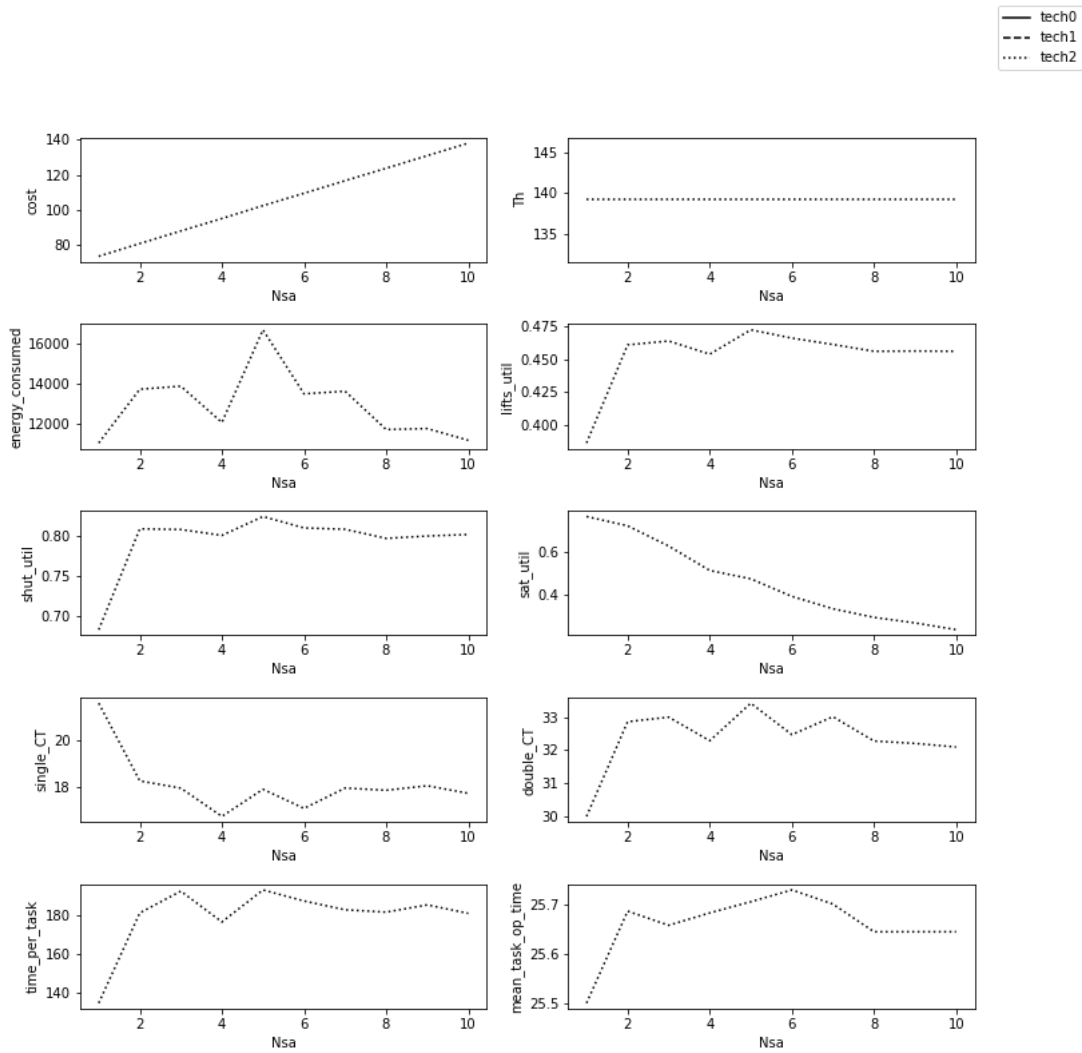 tech0
tech1
tech2
140
120
100
80
cost
2 4 6 8 10
Nsa
145
140
135
Th
2 4 6 8 10
Nsa
16000
14000
12000
energy_consumed
2 4 6 8 10
Nsa
0.475
0.450
0.425
0.400
lifts_util
2 4 6 8 10
Nsa
0.80
0.75
0.70
shut_util
2 4 6 8 10
Nsa
0.6
0.4
sat_util
2 4 6 8 10
Nsa
20
18
single_CT
2 4 6 8 10
Nsa
33
32
31
30
double_CT
2 4 6 8 10
Nsa
180
160
140
time_per_task
2 4 6 8 10
Nsa
25.7
25.6
25.5
mean_task_op_time
2 4 6 8 10
Nsa